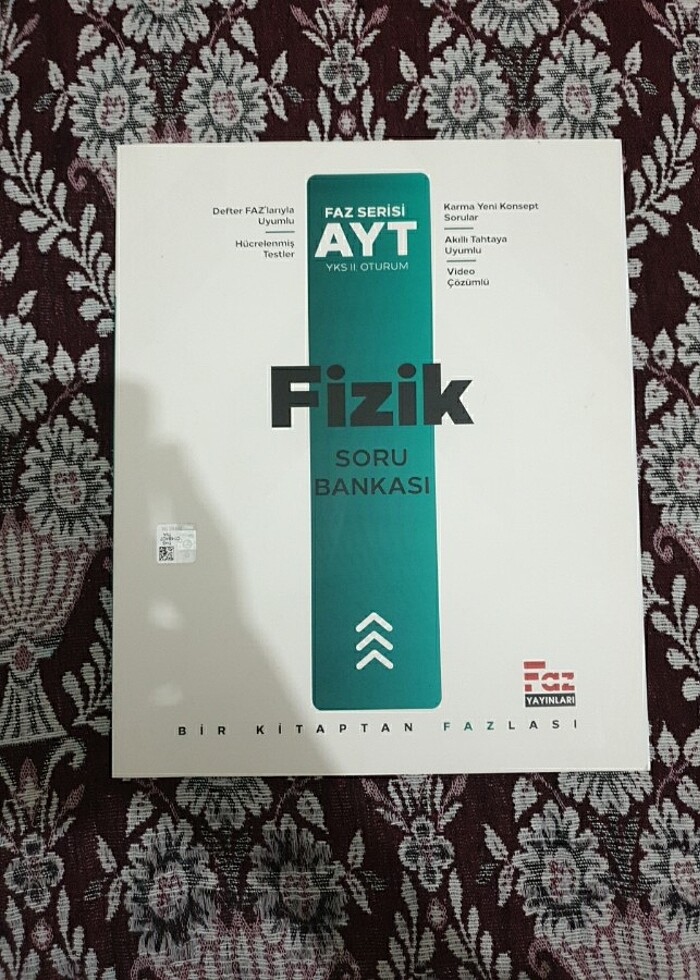 Defter FAZ'larıyla
Uyumlu
Hücrelenmiş
Testler
FAZ SERİSİ
AYT
YKS II. OTURUM
Karma Yeni Konsept
Sorular
Akıllı Tahtaya
Uyumlu
Video
Çözümlü
Fizik
SORU
BANKASI
Faz
YAYINLARI
BİR KİTAPTAN FAZLASI